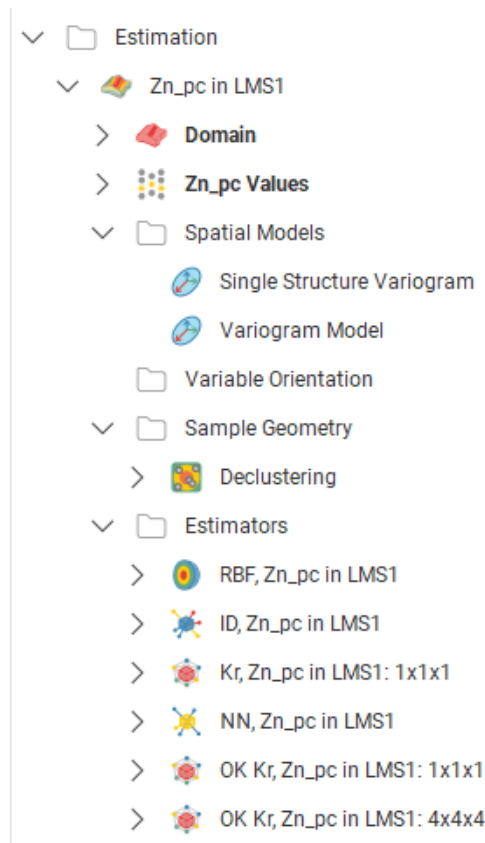 Estimation
Zn_pc in LMS1
Domain
Zn_pc Values
Spatial Models
Single Structure Variogram
Variogram Model
Variable Orientation
Sample Geometry
Declustering
Estimators
RBF, Zn_pc in LMS1
ID, Zn_pc in LMS1
Kr, Zn_pc in LMS1: 1x1x1
NN, Zn_pc in LMS1
OK Kr, Zn_pc in LMS1: 1x1x1
OK Kr, Zn_pc in LMS1: 4x4x4